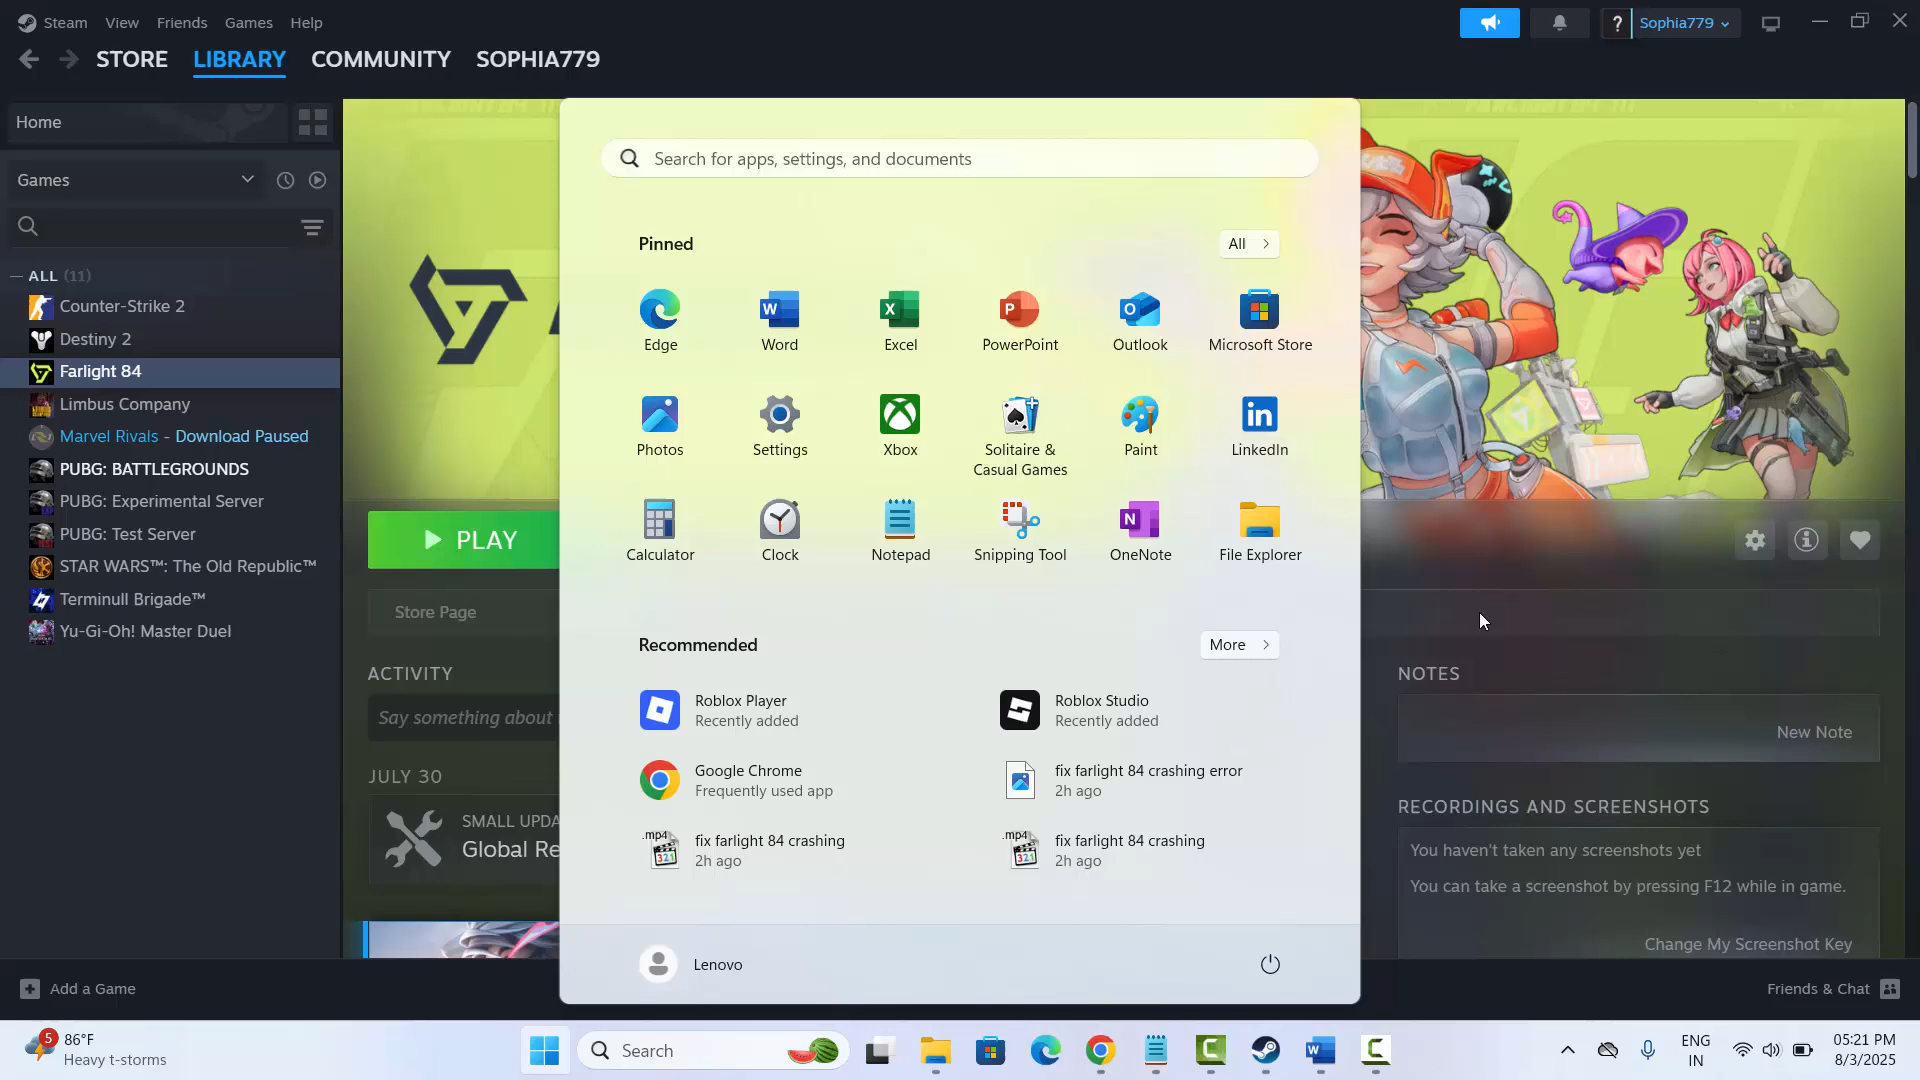 Steam View Friends Games Help
? Sophia779
STORE LIBRARY COMMUNITY SOPHIA779
Home
Games
ALL (11)
Counter-Strike 2
Destiny 2
Farlight 84
Limbus Company
Marvel Rivals - Download Paused
PUBG: BATTLEGROUNDS
PUBG: Experimental Server
PUBG: Test Server
STAR WARS™: The Old Republic™
Terminull Brigade™
Yu-Gi-Oh! Master Duel
Add a Game
PLAY
Store Page
ACTIVITY
Say something about
JULY 30
SMALL UPDA
Global Re
Search for apps, settings, and documents
Pinned
All
Edge
Word
Excel
PowerPoint
Outlook
Microsoft Store
Photos
Settings
Xbox
Solitaire &
Casual Games
Paint
LinkedIn
Calculator
Clock
Notepad
Snipping Tool
OneNote
File Explorer
Recommended
More
Roblox Player
Recently added
Roblox Studio
Recently added
Google Chrome
Frequently used app
fix farlight 84 crashing error
2h ago
.mp4
321
fix farlight 84 crashing
2h ago
.mp4
321
fix farlight 84 crashing
2h ago
Lenovo
NOTES
New Note
RECORDINGS AND SCREENSHOTS
You haven't taken any screenshots yet
You can take a screenshot by pressing F12 while in game.
Change My Screenshot Key
Friends & Chat
5
86°F
Heavy t-storms
Search
ENG
IN
05:21 PM
8/3/2025